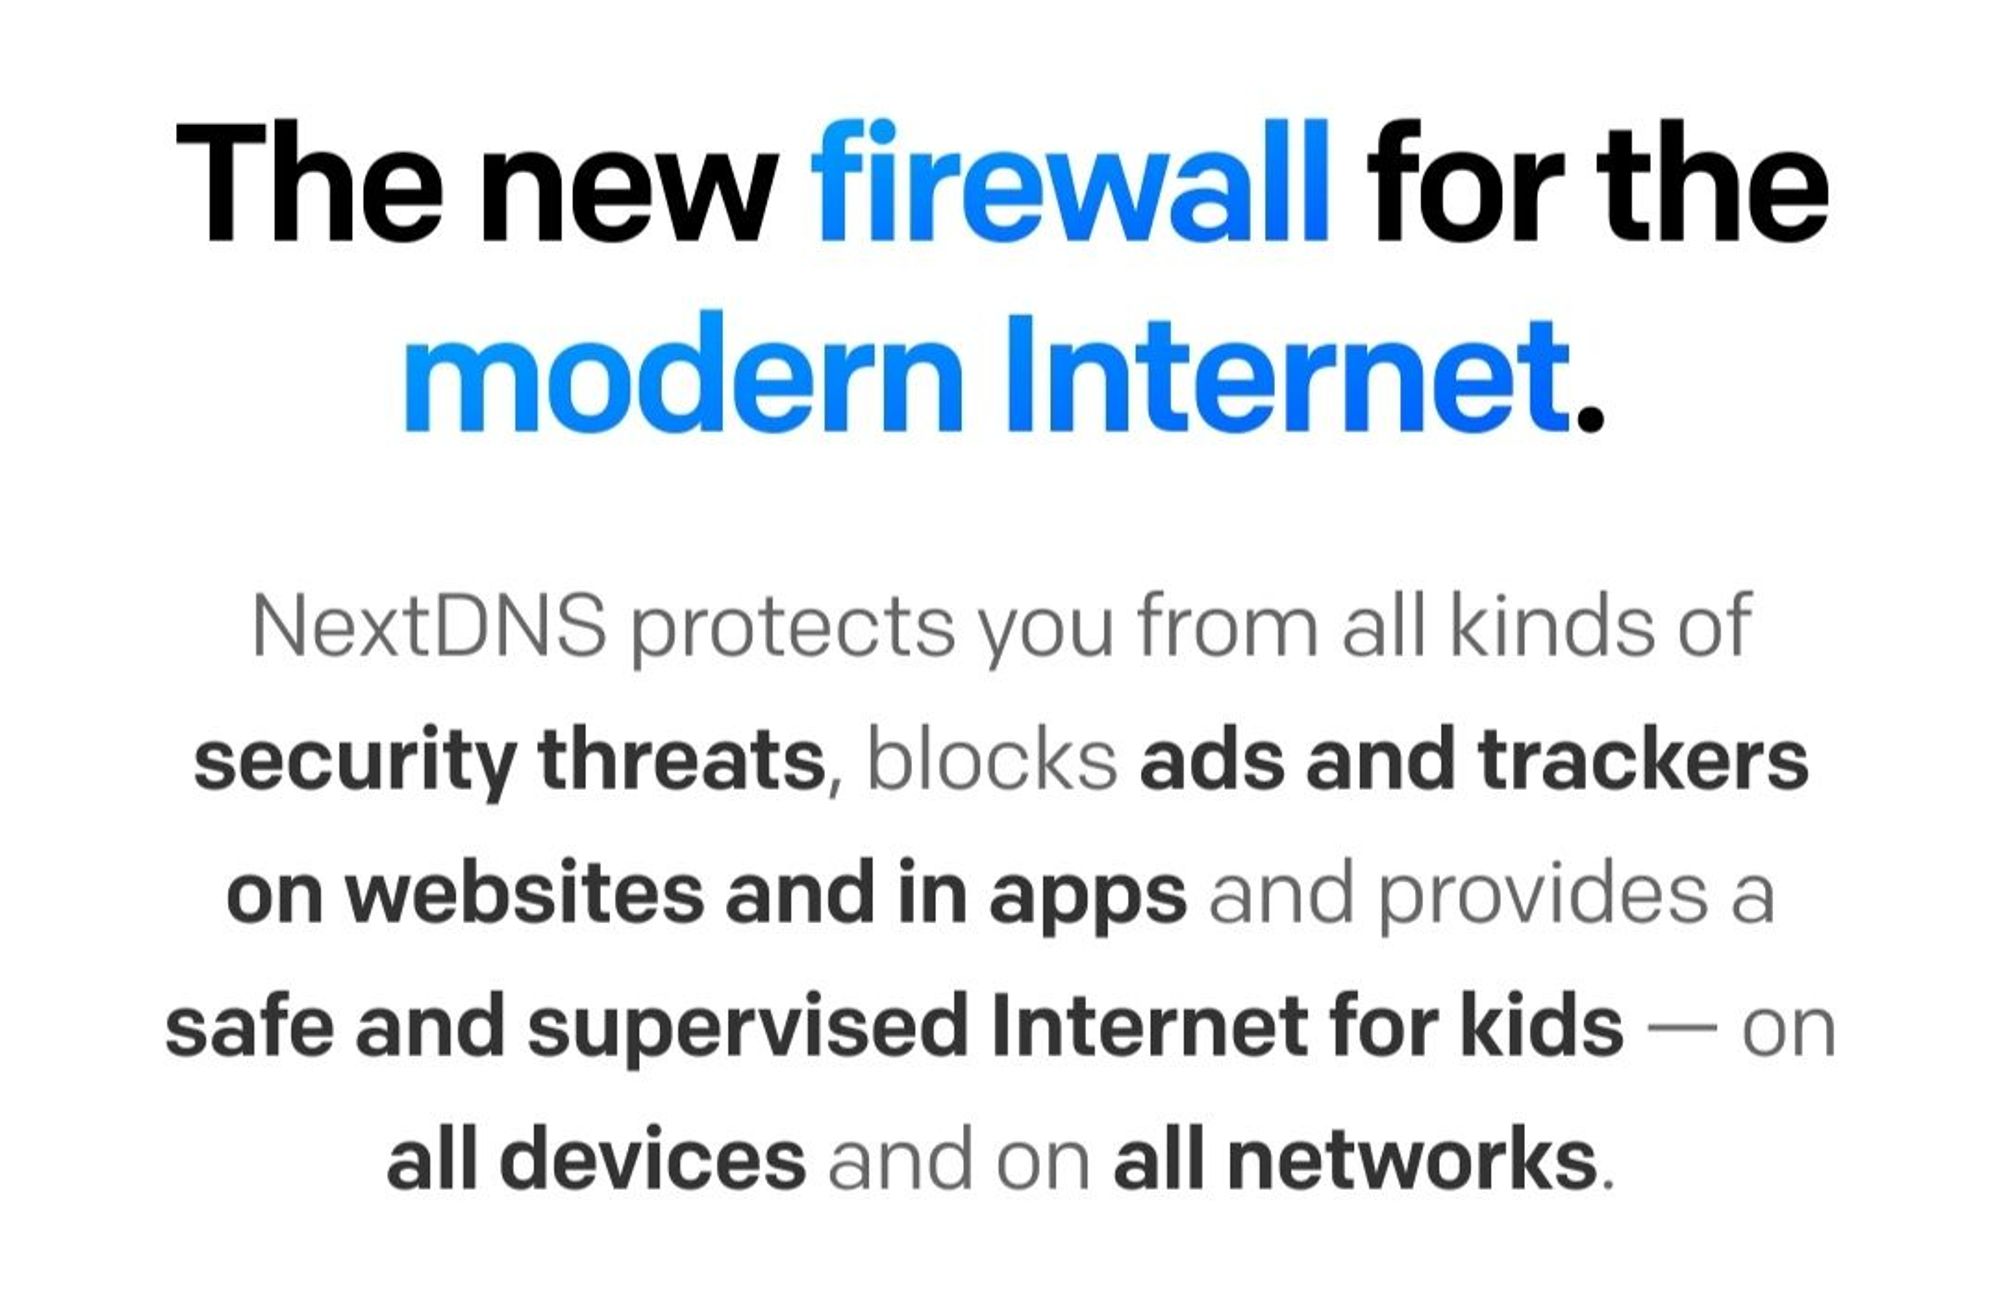 The new firewall for the
modern Internet.
NextDNS protects you from all kinds of
security threats, blocks ads and trackers
on websites and in apps and provides a
safe and supervised Internet for kids — on
all devices and on all networks.